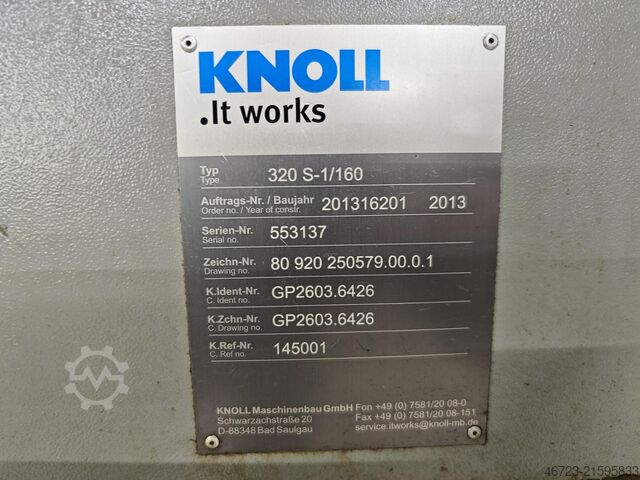 KNOLL
.It works
Typ 320 S-1/160
Type
Auftrags-Nr. / Baujahr 201316201 2013
Order no. / Year of constr.
Serien-Nr. 553137
Serial no.
Zeichn-Nr. 80 920 250579.00.0.1
Drawing no.
K.Ident-Nr. GP2603.6426
C. Ident no.
K.Zchn-Nr. GP2603.6426
C. Drawing no.
K.Ref-Nr. 145001
C. Ref no.
KNOLL Maschinenbau GmbH Fon +49 (0) 7581/20 08-0
Schwarzachstraße 20 Fax +49 (0) 7581/20 08-151
D-88348 Bad Saulgau service.itworks@knoll-mb.de
46723-21595833